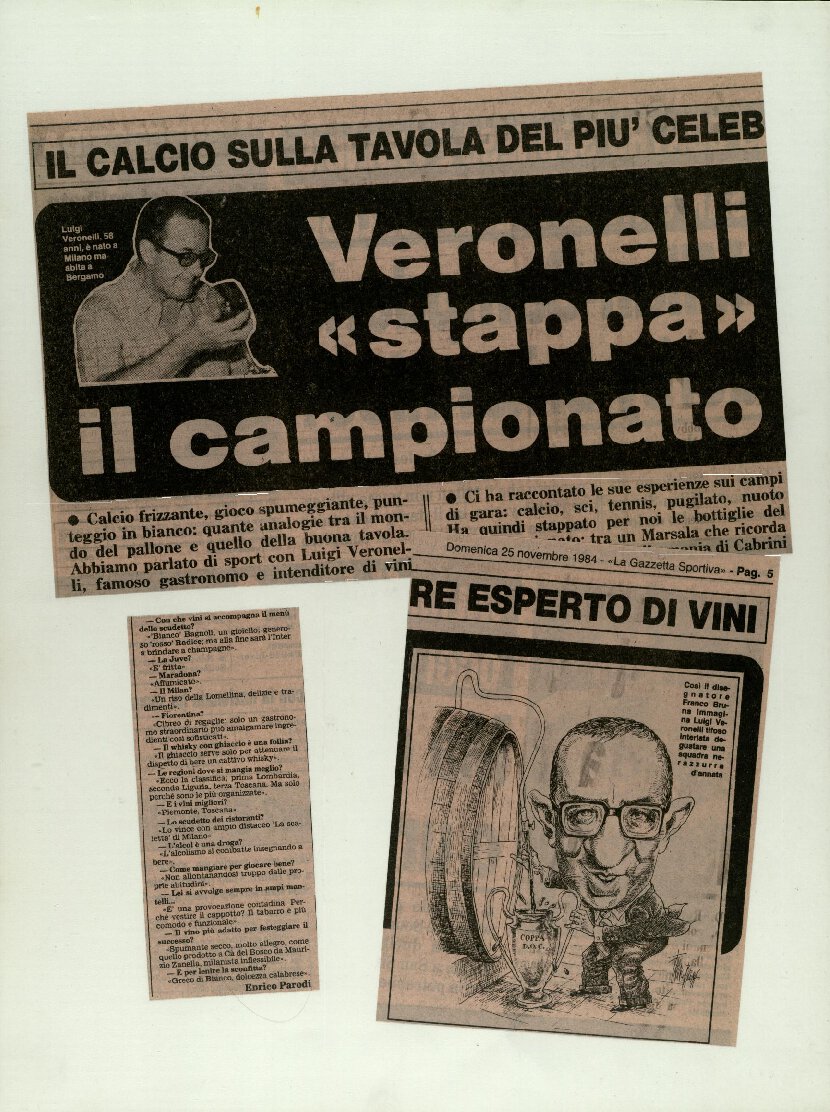 IL CALCIO SULLA TAVOLA DEL PIU' CELEB
Luigi
Veronelli, 58
anni, è nato a
Milano ma
abita a
Bergamo
Veronelli
«stappa»
il campionato
● Calcio frizzante, gioco spumeggiante, pun-
teggio in bianco: quante analogie tra il mon-
do del pallone e quello della buona tavola.
Abbiamo parlato di sport con Luigi Veronel-
li, famoso gastronomo e intenditore di vini
● Ci ha raccontato le sue esperienze sui campi
di gara: calcio, sci, tennis, pugilato, nuoto
Ha quindi stappato per noi le bottiglie del
tra un Marsala che ricorda
di Cabrini
Domenica 25 novembre 1984 - «La Gazzetta Sportiva» - Pag. 5
RE ESPERTO DI VINI
Così il dise-
gnatore
Franco Bru-
na immagi-
na Luigi Ve-
ronelli tifoso
interista de-
gustare una
squadra ne-
razzurra
d'annata
COPPA
D.O.C.
— Con che vini si accompagna il menù
dello scudetto?
«'Bianco' Bagnoli, un gioiello; genero-
so 'rosso' Radice; ma alla fine sarà l'Inter
a brindare a champagne».
— La Juve?
«E' fritta».
— Maradona?
«Affumicato».
— Il Milan?
«Un riso della Lomellina, delizie e tra-
dimenti».
— Fiorentina?
«Cibreo di regaglie: solo un gastrono-
mo straordinario può amalgamare ingre-
dienti così sofisticati».
— Il whisky con ghiaccio è una follia?
«Il ghiaccio serve solo per attenuare il
dispetto di bere un cattivo whisky».
— Le regioni dove si mangia meglio?
«Ecco la classifica: prima Lombardia,
seconda Liguria, terza Toscana. Ma solo
perché sono le più organizzate».
— E i vini migliori?
«Piemonte, Toscana»
— Lo scudetto dei ristoranti?
«Lo vince con ampio distacco 'La sca-
letta' di Milano»
— L'alcol è una droga?
«L'alcolismo si combatte insegnando a
bere».
— Come mangiare per giocare bene?
«Non allontanandosi troppo dalle pro-
prie abitudini».
— Lei si avvolge sempre in ampi man-
telli...
«E' una provocazione contadina. Per-
ché vestire il cappotto? Il tabarro è più
comodo e funzionale».
— Il vino più adatto per festeggiare il
successo?
«Spumante secco, molto allegro, come
quello prodotto a Cà del Bosco da Mauri-
zio Zanella, milanista inflessibile».
— E per lenire la sconfitta?
«Greco di Bianco, dolcezza calabrese».
Enrico Parodi